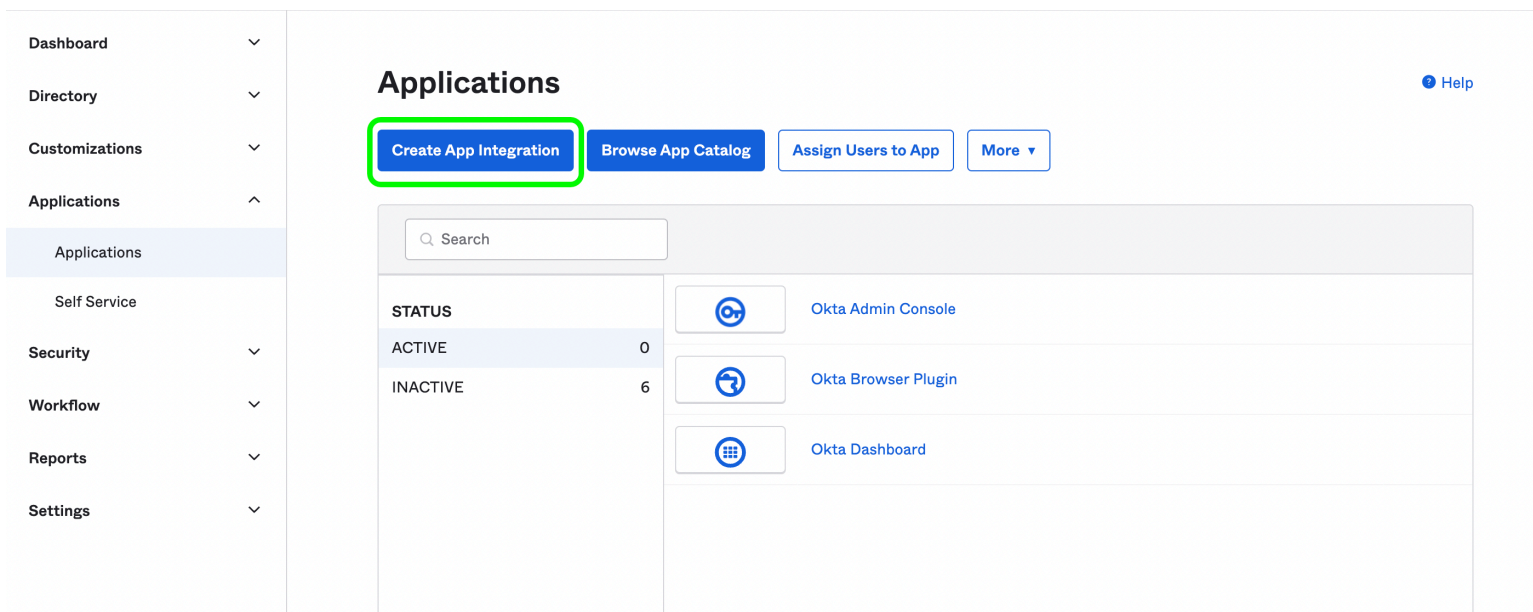 Dashboard
Directory
Customizations
Applications
Applications
Self Service
Security
Workflow
Reports
Settings
Applications
? Help
Create App Integration
Browse App Catalog
Assign Users to App
More ▼
Search
STATUS
ACTIVE 0
INACTIVE 6
Okta Admin Console
Okta Browser Plugin
Okta Dashboard